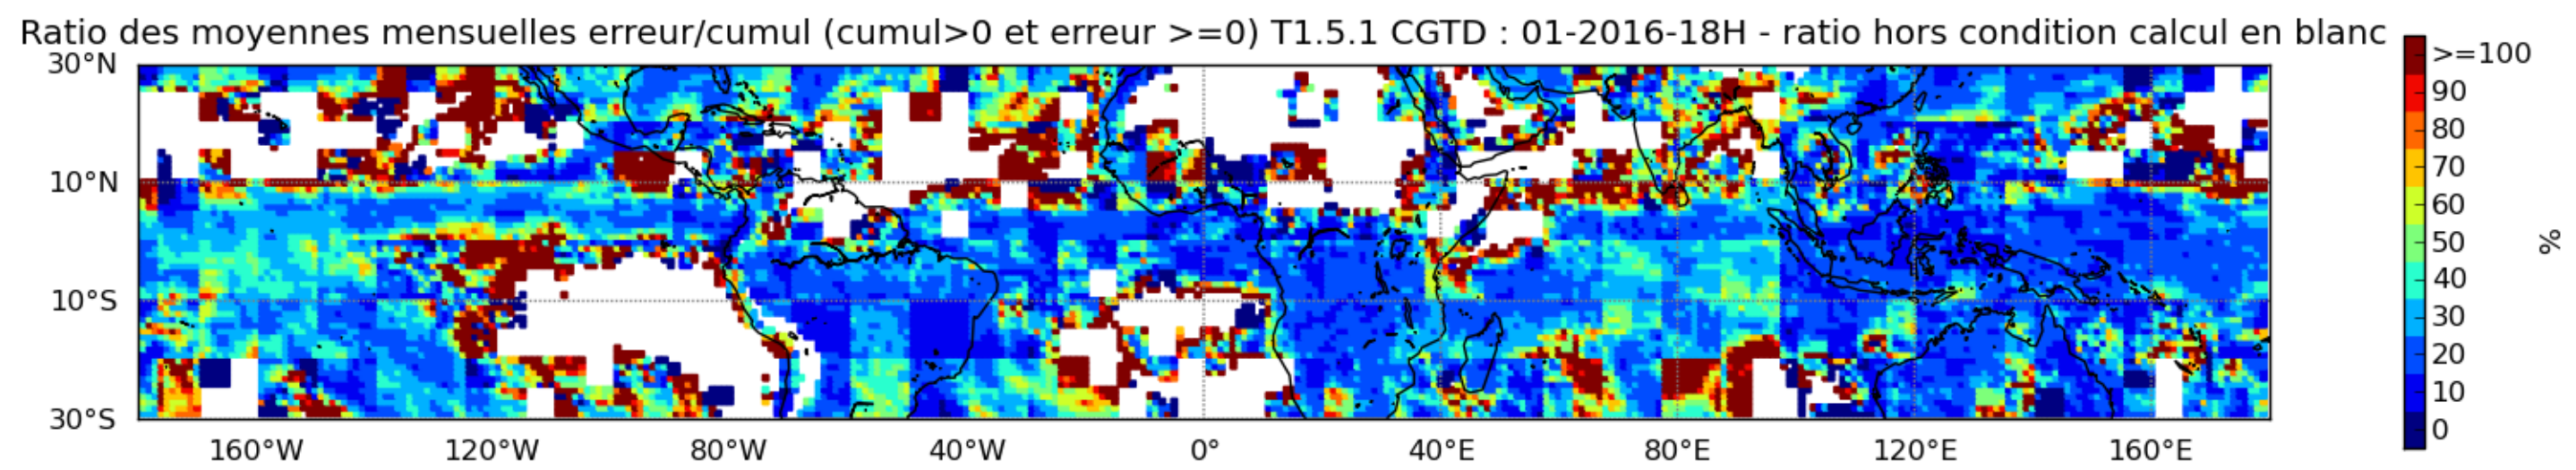 Ratio des moyennes mensuelles erreur/cumul (cumul>0 et erreur >=0) T1.5.1 CGTD : 01-2016-18H - ratio hors condition calcul en blanc
30°N
10°N
10°S
30°S
160°W 120°W 80°W 40°W 0° 40°E 80°E 120°E 160°E
>=100
90
80
70
60
50
40
30
20
10
0
%